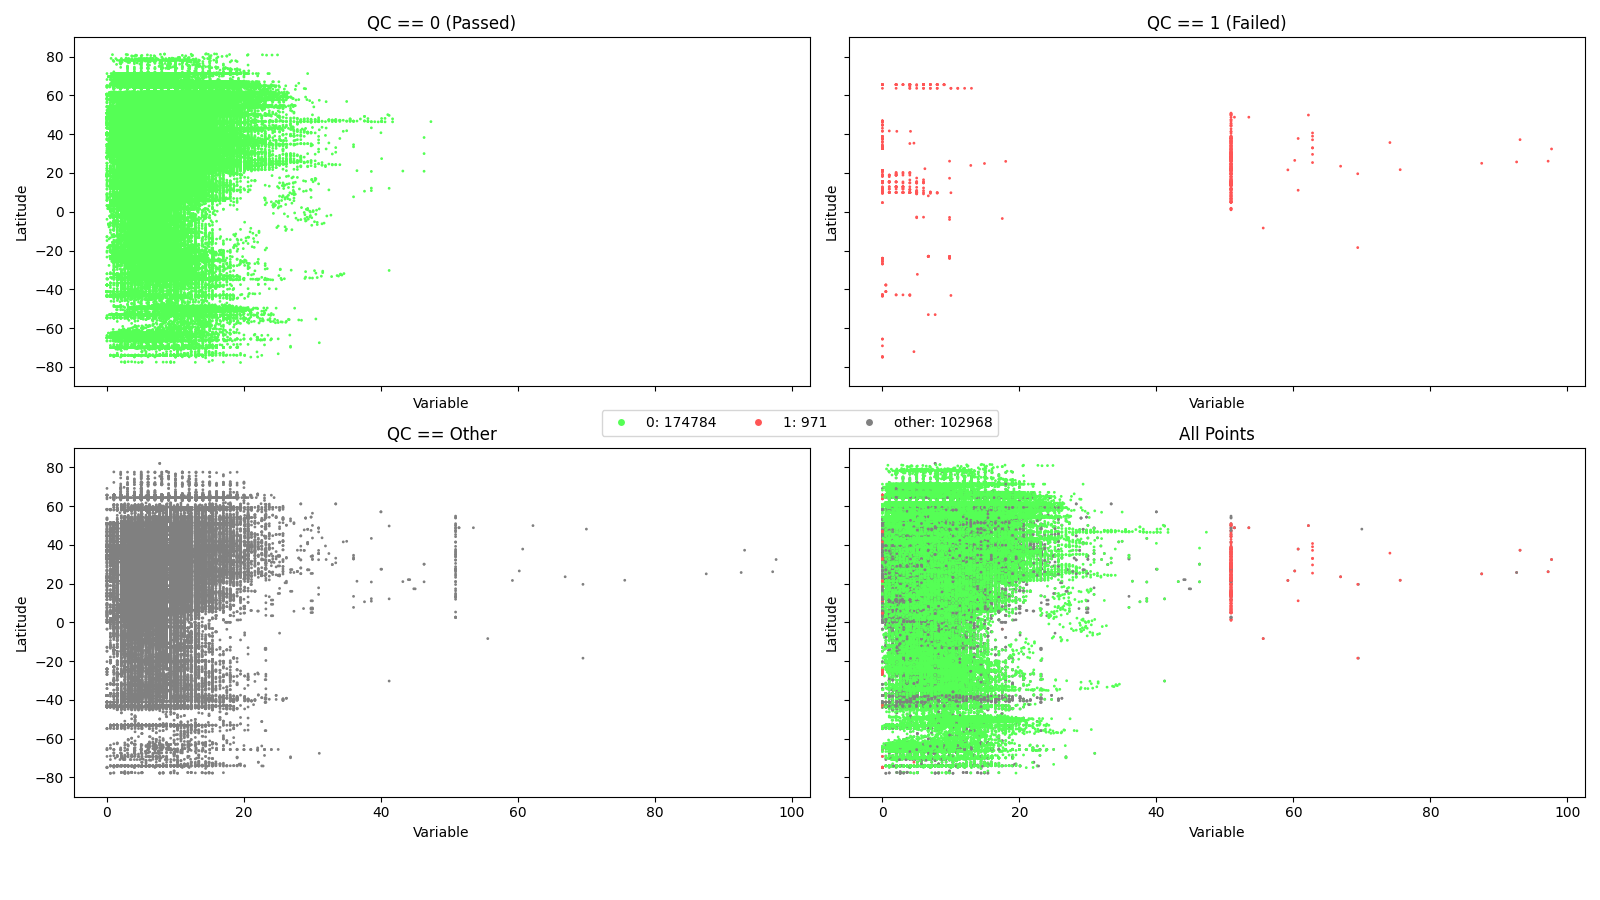 QC == 0 (Passed)
80
60
40
20
0
−20
−40
−60
−80
Latitude
Variable
QC == 1 (Failed)
Latitude
Variable
0: 174784
1: 971
other: 102968
QC == Other
80
60
40
20
0
−20
−40
−60
−80
Latitude
0 20 40 60 80 100
Variable
All Points
Latitude
0 20 40 60 80 100
Variable